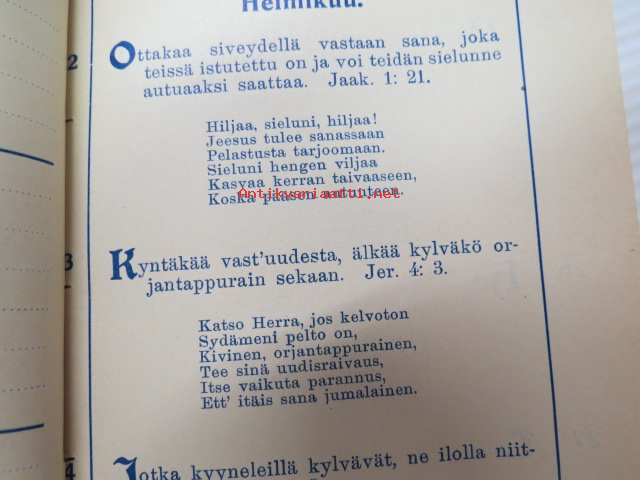 Helmikuu.
2
Ottakaa siveydellä vastaan sana, joka
teissä istutettu on ja voi teidän sielunne
autuaaksi saattaa. Jaak. 1: 21.
Hiljaa, sieluni, hiljaa!
Jeesus tulee sanassaan
Pelastusta tarjoomaan.
Sieluni hengen viljaa
Kasvaa kerran taivaaseen,
Koska pääsen autuuteen.
Antikvariaatti.net
3
Kyntäkää vast'uudesta, älkää kylväkö or-
jantappurain sekaan. Jer. 4: 3.
Katso Herra, jos kelvoton
Sydämeni pelto on,
Kivinen, orjantappurainen,
Tee sinä uudisraivaus,
Itse vaikuta parannus,
Ett' itäis sana jumalainen.
4
Jotka kyyneleillä kylvävät, ne ilolla niit-